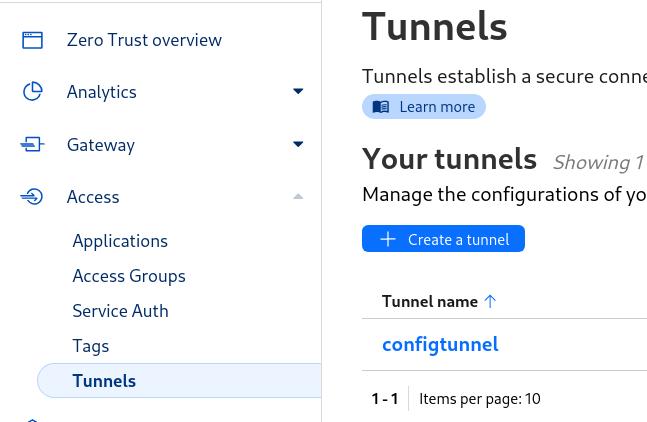 Zero Trust overview
Analytics
Gateway
Access
Applications
Access Groups
Service Auth
Tags
Tunnels
Tunnels
Tunnels establish a secure
Learn more
Your tunnels Showing 1
Manage the configurations of
Create a tunnel
Tunnel name
configtunnel
1 - 1 Items per page: 10